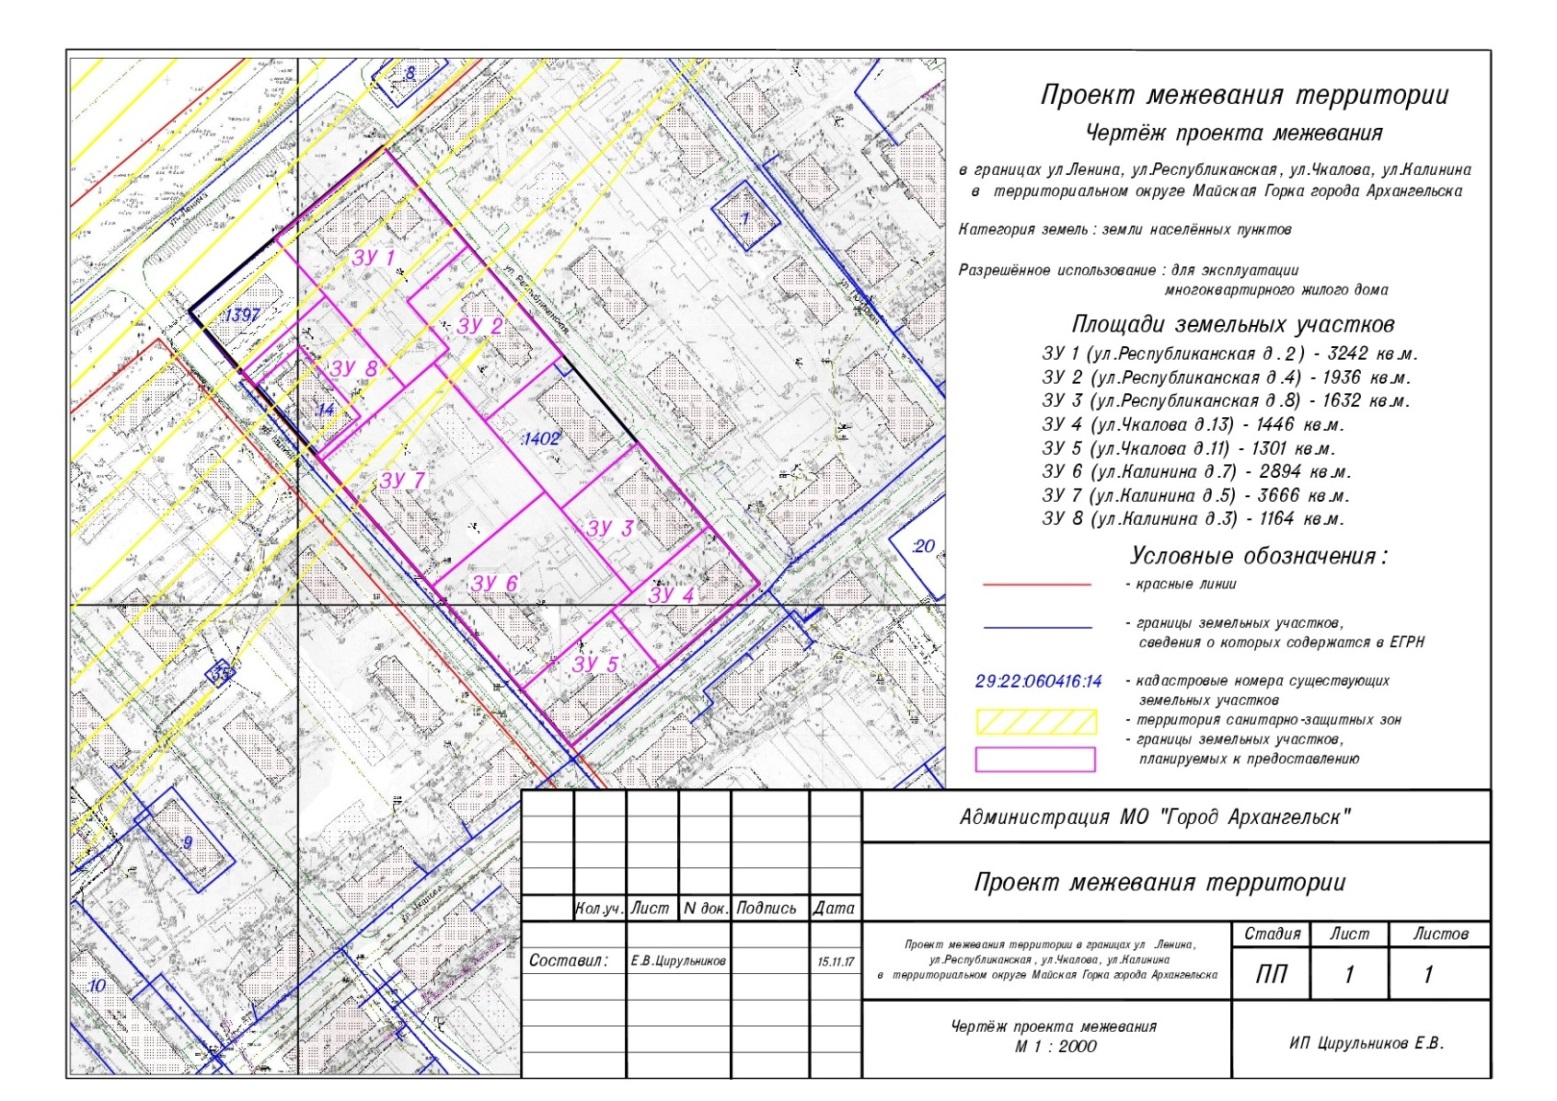 Проект межевания территории
Чертёж проекта межевания
в границах ул.Ленина, ул.Республиканская, ул.Чкалова, ул.Калинина
в территориальном округе Майская Горка города Архангельска
Категория земель : земли населённых пунктов
Разрешённое использование : для эксплуатации
многоквартирного жилого дома
Площади земельных участков
ЗУ 1 (ул.Республиканская д.2) - 3242 кв.м.
ЗУ 2 (ул.Республиканская д.4) - 1936 кв.м.
ЗУ 3 (ул.Республиканская д.8) - 1632 кв.м.
ЗУ 4 (ул.Чкалова д.13) - 1446 кв.м.
ЗУ 5 (ул.Чкалова д.11) - 1301 кв.м.
ЗУ 6 (ул.Калинина д.7) - 2894 кв.м.
ЗУ 7 (ул.Калинина д.5) - 3666 кв.м.
ЗУ 8 (ул.Калинина д.3) - 1164 кв.м.
Условные обозначения :
- красные линии
- границы земельных участков,
сведения о которых содержатся в ЕГРН
29:22:060416:14 - кадастровые номера существующих
земельных участков
- территория санитарно-защитных зон
- границы земельных участков,
планируемых к предоставлению
:8
:1
ул. Ленина
ЗУ 1
ул. Республиканская
:1397
ЗУ 2
ЗУ 8
:14
:1402
ЗУ 7
ЗУ 3
:20
ЗУ 6
ЗУ 4
ЗУ 5
:35
:9
:10
Администрация МО "Город Архангельск"
Проект межевания территории
Кол.уч. Лист N док. Подпись Дата
Составил: Е.В.Цирульников 15.11.17
Проект межевания территории в границах ул .Ленина,
ул.Республиканская , ул.Чкалова, ул.Калинина
в территориальном округе Майская Горка города Архангельска
Стадия Лист Листов
ПП 1 1
Чертёж проекта межевания
М 1 : 2000
ИП Цирульников Е.В.